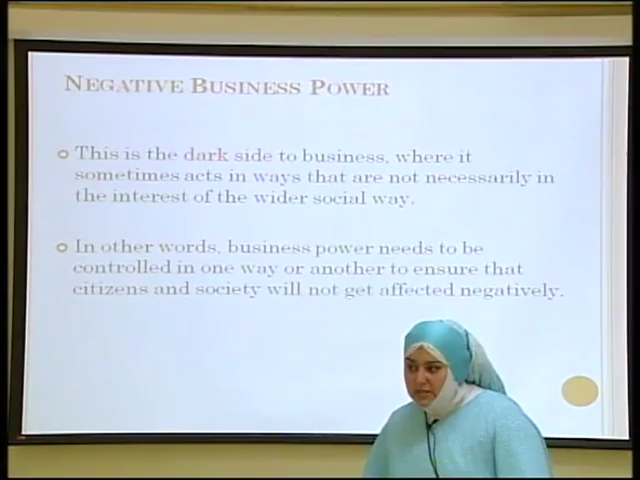 NEGATIVE BUSINESS POWER
This is the dark side to business, where it
sometimes acts in ways that are not necessarily in
the interest of the wider social way.
In other words, business power needs to be
controlled in one way or another to ensure that
citizens and society will not get affected negatively.